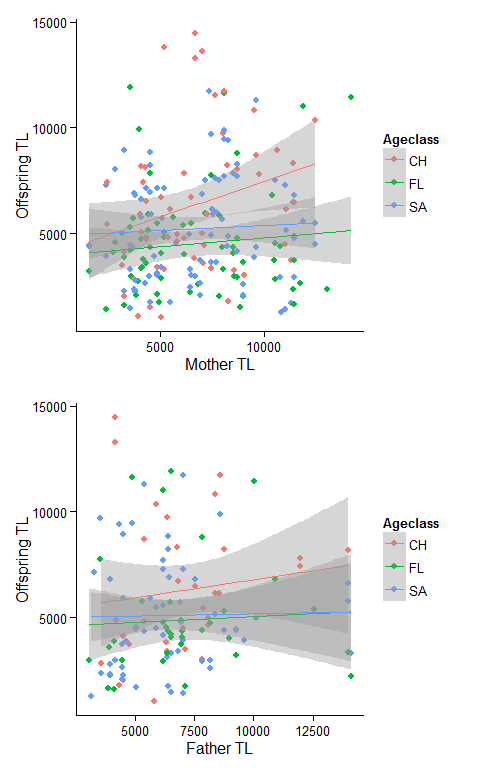 15000
10000
5000
Offspring TL
5000 10000
Mother TL
Ageclass
CH
FL
SA
15000
10000
5000
Offspring TL
5000 7500 10000 12500
Father TL
Ageclass
CH
FL
SA